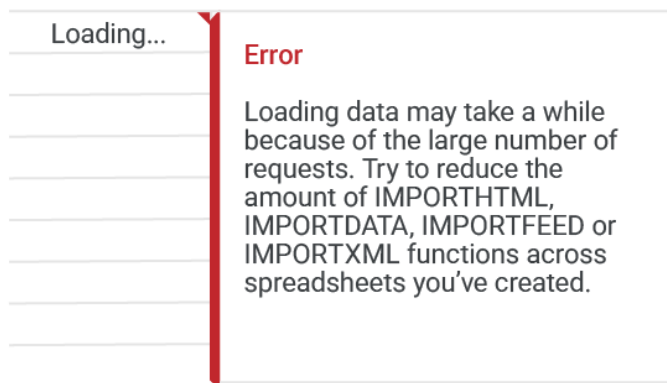 Loading...
Error
Loading data may take a while
because of the large number of
requests. Try to reduce the
amount of IMPORTHTML,
IMPORTDATA, IMPORTFEED or
IMPORTXML functions across
spreadsheets you’ve created.